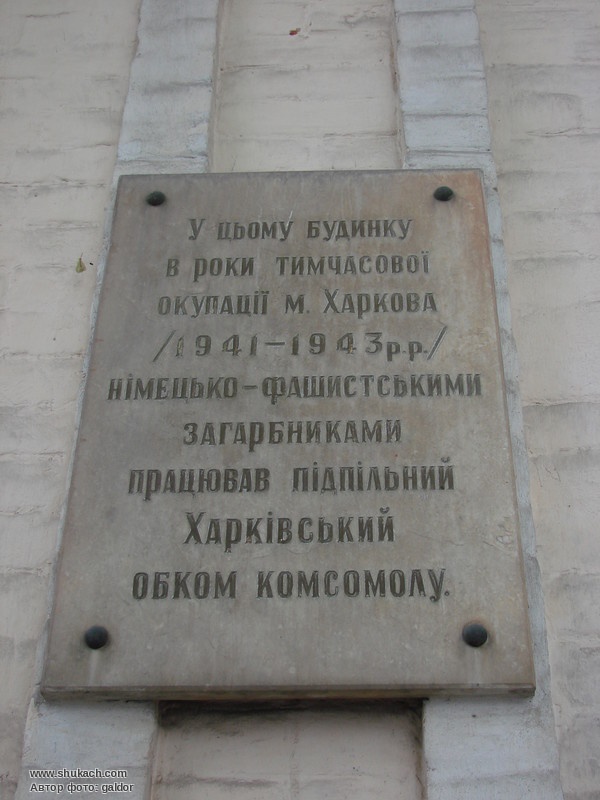 У цьому будинку
в роки тимчасової
окупації м. Харкова
/1941-1943р.р./
німецько-фашистськими
загарбниками
працював підпільний
Харківський
обком комсомолу.
www.shukach.com
Автор фото: galdor